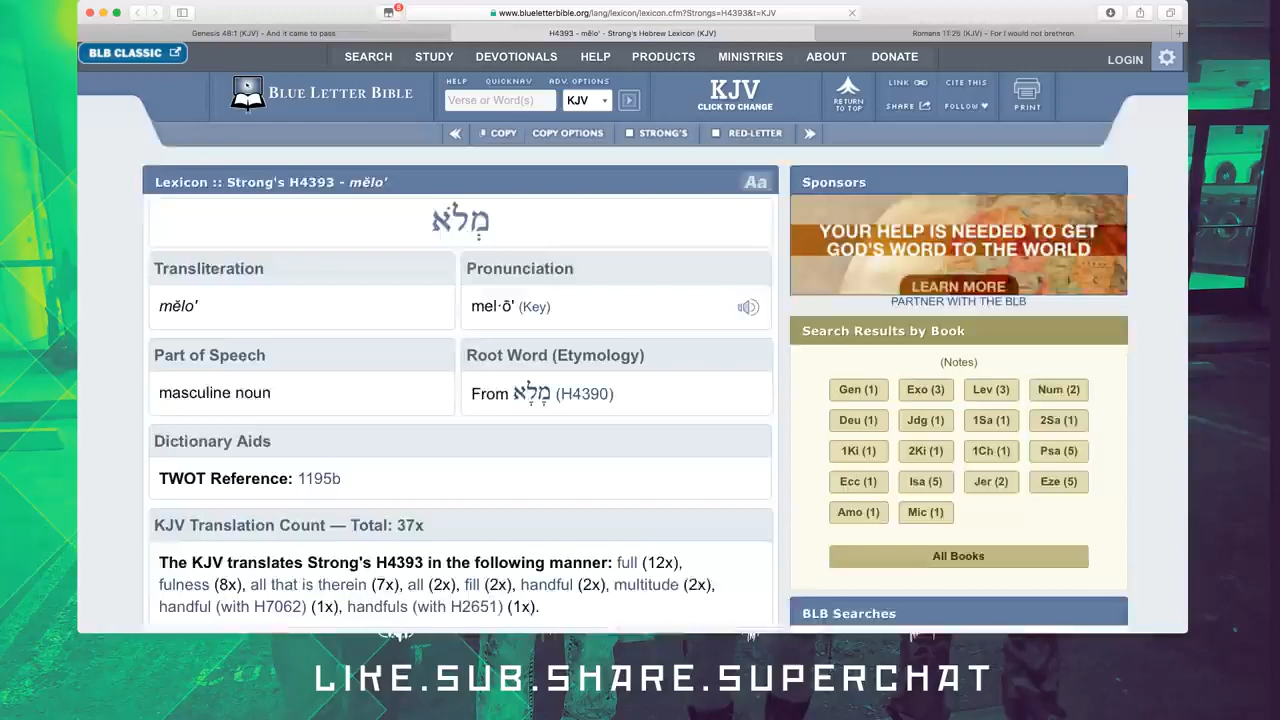 8
www.blueletterbible.org/lang/lexicon/lexicon.cfm?Strongs=H4393&t=KJV
Genesis 48:1 (KJV) - And it came to pass
H4393 - mĕlo' - Strong's Hebrew Lexicon (KJV)
Romans 11:25 (KJV) - For I would not brethren
BLB CLASSIC
SEARCH STUDY DEVOTIONALS HELP PRODUCTS MINISTRIES ABOUT DONATE
LOGIN
BLUE LETTER BIBLE
HELP QUICKNAV ADV. OPTIONS
Verse or Word(s) KJV
KJV
CLICK TO CHANGE
RETURN
TO TOP
LINK CITE THIS
SHARE FOLLOW
PRINT
COPY COPY OPTIONS STRONG'S RED-LETTER
Lexicon :: Strong's H4393 - mĕlo'
Aa
מְלֹא
Transliteration
mĕlo'
Pronunciation
mel·ō' (Key)
Part of Speech
masculine noun
Root Word (Etymology)
From מָלָא (H4390)
Dictionary Aids
TWOT Reference: 1195b
KJV Translation Count — Total: 37x
The KJV translates Strong's H4393 in the following manner: full (12x),
fulness (8x), all that is therein (7x), all (2x), fill (2x), handful (2x), multitude (2x),
handful (with H7062) (1x), handfuls (with H2651) (1x).
Sponsors
YOUR HELP IS NEEDED TO GET
GOD'S WORD TO THE WORLD
LEARN MORE
PARTNER WITH THE BLB
Search Results by Book
(Notes)
Gen (1) Exo (3) Lev (3) Num (2)
Deu (1) Jdg (1) 1Sa (1) 2Sa (1)
1Ki (1) 2Ki (1) 1Ch (1) Psa (5)
Ecc (1) Isa (5) Jer (2) Eze (5)
Amo (1) Mic (1)
All Books
BLB Searches
LIKE.SUB.SHARE.SUPERCHAT